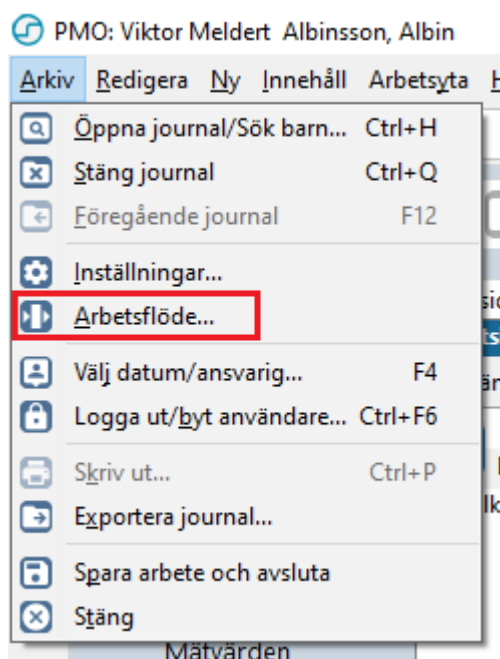 PMO: Viktor Meldert Albinsson, Albin
Arkiv Redigera Ny Innehåll Arbetsyta
Öppna journal/Sök barn... Ctrl+H
Stäng journal Ctrl+Q
Föregående journal F12
Inställningar...
Arbetsflöde...
Välj datum/ansvarig... F4
Logga ut/byt användare... Ctrl+F6
Skriv ut... Ctrl+P
Exportera journal...
Spara arbete och avsluta
Stäng
Mätvärden